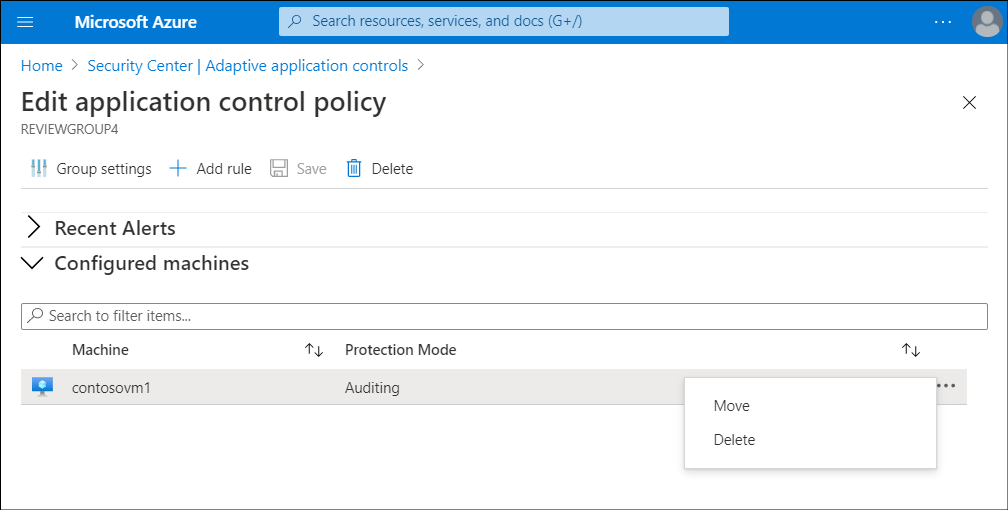 Microsoft Azure
Search resources, services, and docs (G+/)
...
Home > Security Center | Adaptive application controls >
Edit application control policy
REVIEWGROUP4
Group settings
Add rule
Save
Delete
Recent Alerts
Configured machines
Search to filter items...
Machine Protection Mode
contosovm1 Auditing ...
Move
Delete